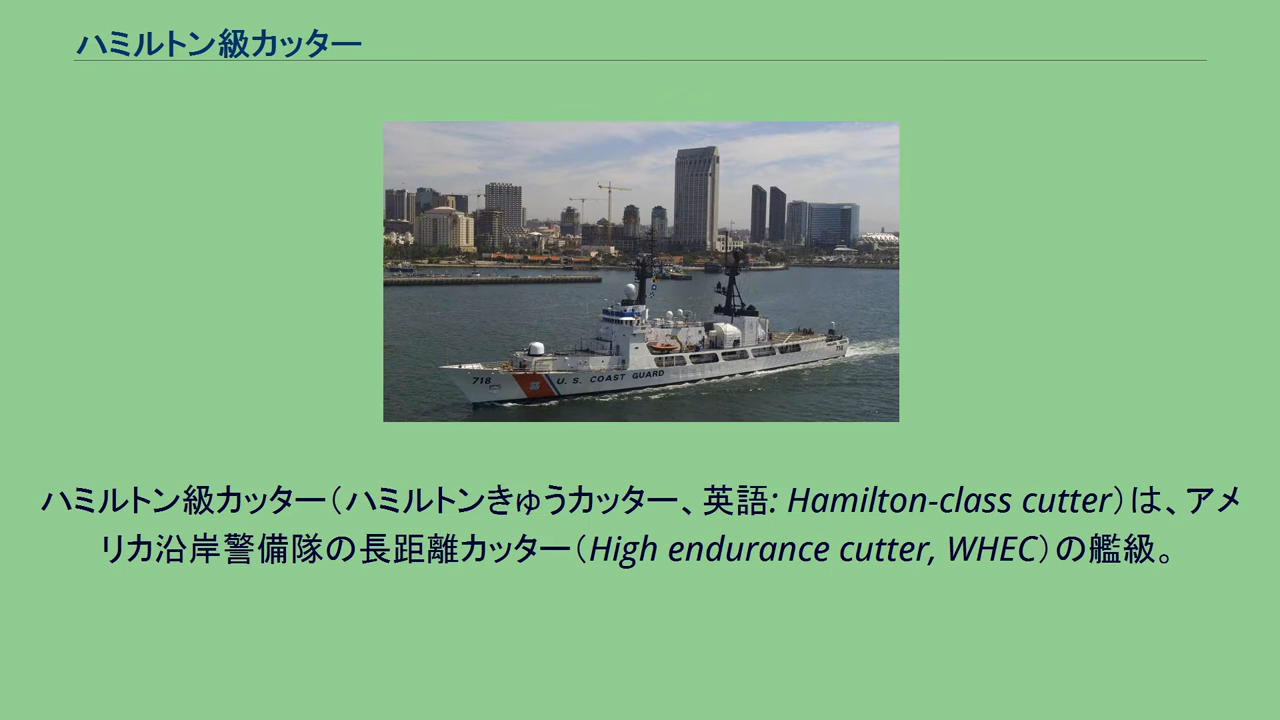 ハミルトン級カッター
718
U. S. COAST GUARD
ハミルトン級カッター（ハミルトンきゅうカッター、英語: Hamilton-class cutter）は、アメ
リカ沿岸警備隊の長距離カッター（High endurance cutter, WHEC）の艦級。